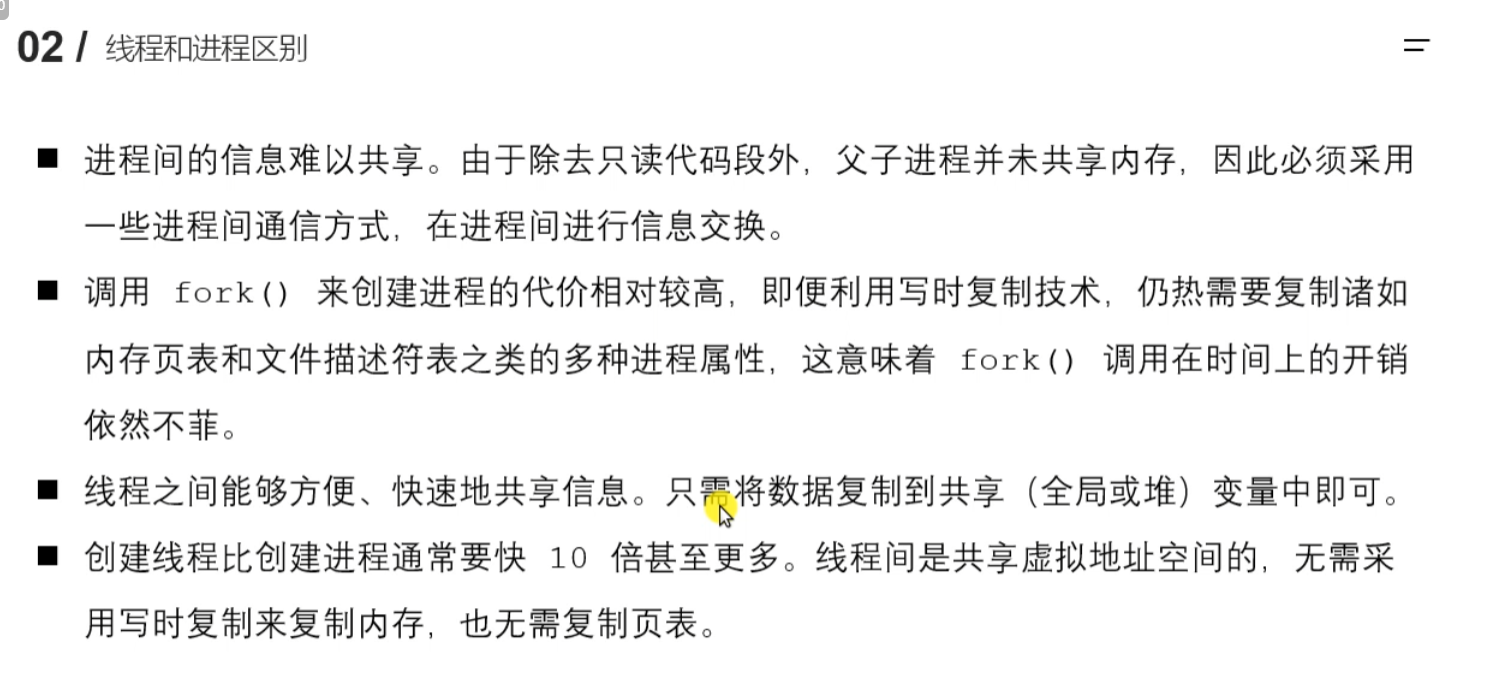 02 / 线程和进程区别
■ 进程间的信息难以共享。由于除去只读代码段外，父子进程并未共享内存，因此必须采用
一些进程间通信方式，在进程间进行信息交换。
■ 调用 fork() 来创建进程的代价相对较高，即便利用写时复制技术，仍热需要复制诸如
内存页表和文件描述符表之类的多种进程属性，这意味着 fork() 调用在时间上的开销
依然不菲。
■ 线程之间能够方便、快速地共享信息。只需将数据复制到共享（全局或堆）变量中即可。
■ 创建线程比创建进程通常要快 10 倍甚至更多。线程间是共享虚拟地址空间的，无需采
用写时复制来复制内存，也无需复制页表。